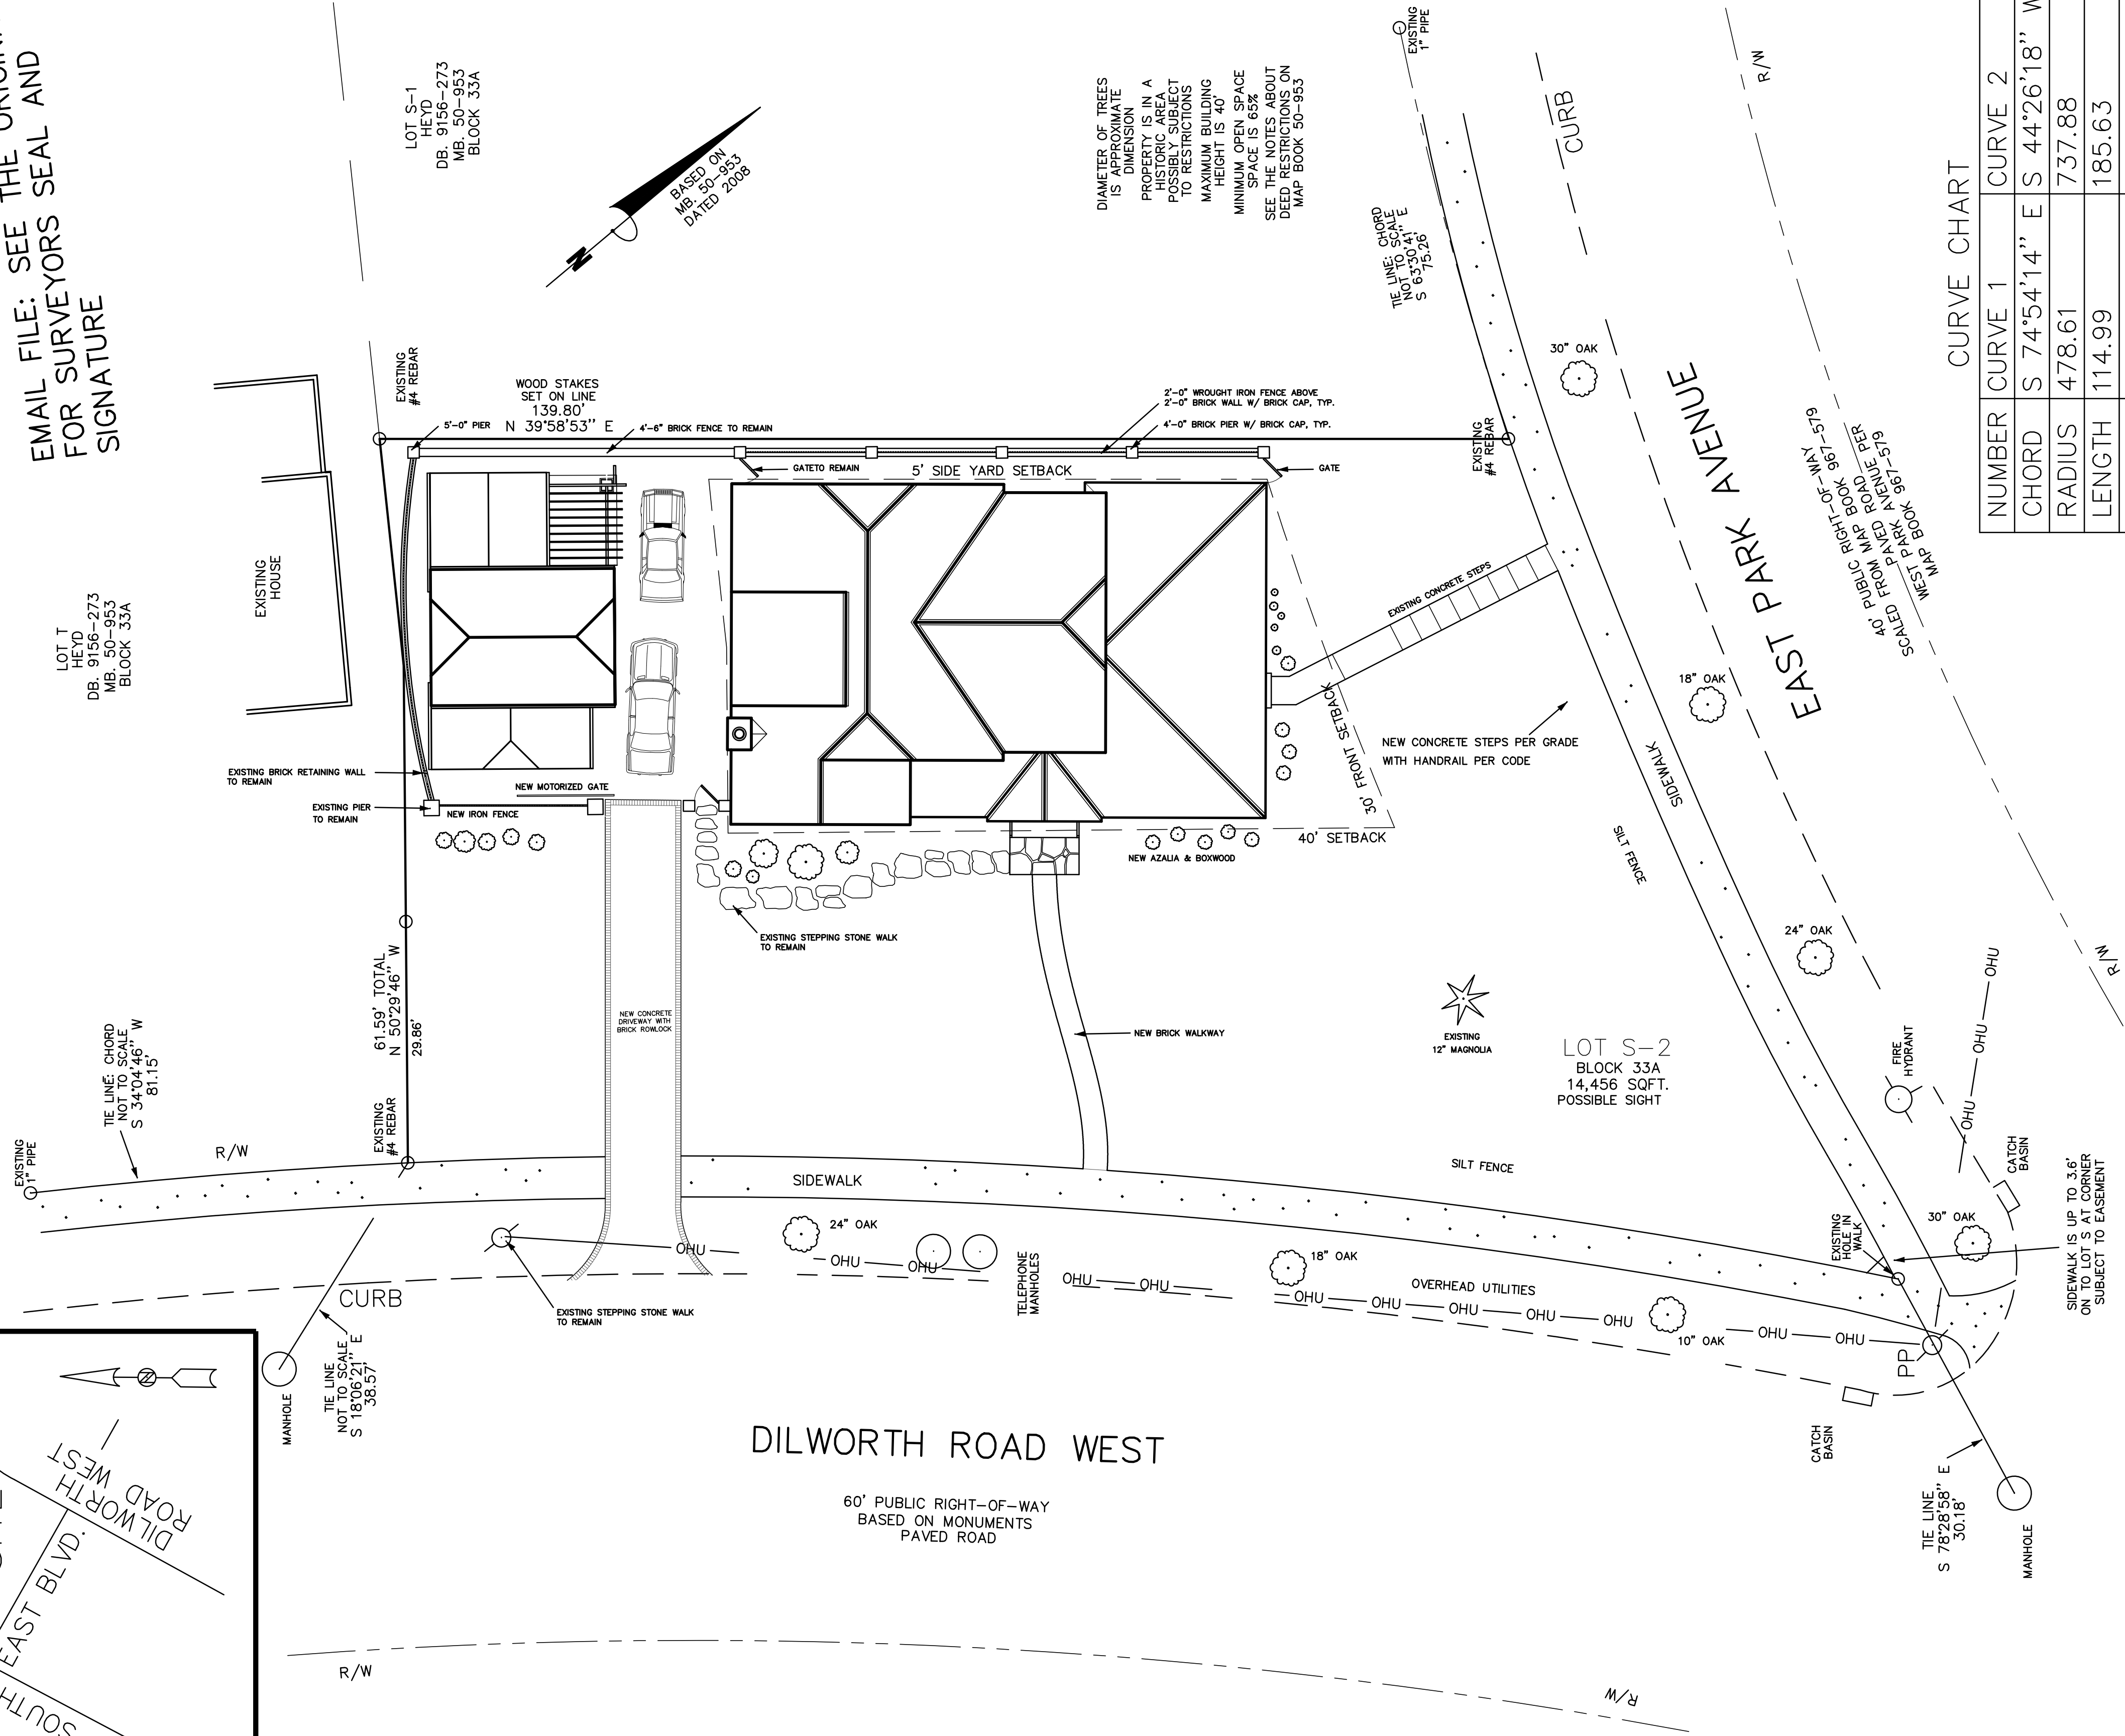 EMAIL FILE: SEE THE
FOR SURVEYORS SEAL AND
SIGNATURE
LOT S-1
HEYD
DB. 9156-273
MB. 50-953
BLOCK 33A
N
BASED ON
MB. 50-953
DATED 2008
DIAMETER OF TREES
IS APPROXIMATE
DIMENSION
PROPERTY IS IN A
HISTORIC AREA
POSSIBLY SUBJECT
TO RESTRICTIONS
MAXIMUM BUILDING
HEIGHT IS 40'
MINIMUM OPEN SPACE
SPACE IS 65%
SEE THE NOTES ABOUT
DEED RESTRICTIONS ON
MAP BOOK 50-953
EXISTING
1" PIPE
CURB
R/W
TIE LINE: CHORD
NOT TO SCALE
S 63°30'41" E
75.26'
CURVE CHART
NUMBER CURVE 1 CURVE 2
CHORD S 74°54'14" E S 44°26'18" W
RADIUS 478.61 737.88
LENGTH 114.99 185.63
EXISTING
#4 REBAR
WOOD STAKES
SET ON LINE
139.80'
N 39°58'53" E
5'-0" PIER
4'-6" BRICK FENCE TO REMAIN
2'-0" WROUGHT IRON FENCE ABOVE
2'-0" BRICK WALL W/ BRICK CAP, TYP.
4'-0" BRICK PIER W/ BRICK CAP, TYP.
GATETO REMAIN
5' SIDE YARD SETBACK
GATE
EXISTING
#4 REBAR
30" OAK
EAST PARK AVENUE
40' PUBLIC RIGHT-OF-WAY
SCALED FROM MAP BOOK 967-579
PAVED ROAD PER
WEST PARK AVENUE PER
MAP BOOK 967-579
EXISTING
HOUSE
LOT T
HEYD
DB. 9156-273
MB. 50-953
BLOCK 33A
EXISTING CONCRETE STEPS
18" OAK
30' FRONT SETBACK
NEW CONCRETE STEPS PER GRADE
WITH HANDRAIL PER CODE
SIDEWALK
EXISTING BRICK RETAINING WALL
TO REMAIN
NEW MOTORIZED GATE
EXISTING PIER
TO REMAIN
NEW IRON FENCE
40' SETBACK
NEW AZALIA & BOXWOOD
SILT FENCE
EXISTING STEPPING STONE WALK
TO REMAIN
24" OAK
R/W
OHU
OHU
OHU
61.59' TOTAL
N 50°29'46" W
29.86'
NEW CONCRETE
DRIVEWAY WITH
BRICK ROWLOCK
NEW BRICK WALKWAY
EXISTING
12" MAGNOLIA
LOT S-2
BLOCK 33A
14,456 SQFT.
POSSIBLE SIGHT
FIRE
HYDRANT
TIE LINE: CHORD
NOT TO SCALE
S 34°04'46" W
81.15'
EXISTING
1" PIPE
R/W
EXISTING
#4 REBAR
SIDEWALK
SILT FENCE
CATCH
BASIN
SIDEWALK IS UP TO 3.6'
ON TO LOT S AT CORNER
SUBJECT TO EASEMENT
EXISTING
HOLE IN
WALK
30" OAK
CURB
OHU
24" OAK
OHU
OHU
TELEPHONE
MANHOLES
OHU
OHU
18" OAK
OVERHEAD UTILITIES
OHU
OHU
OHU
OHU
OHU
10" OAK
OHU
OHU
PP
EXISTING STEPPING STONE WALK
TO REMAIN
MANHOLE
TIE LINE
NOT TO SCALE
S 18°06'21" E
38.57'
CATCH
BASIN
TIE LINE
S 78°28'58" E
30.18'
MANHOLE
DILWORTH ROAD WEST
60' PUBLIC RIGHT-OF-WAY
BASED ON MONUMENTS
PAVED ROAD
N
DILWORTH
ROAD WEST
EAST BLVD.
SOUTH
R/W
R/W